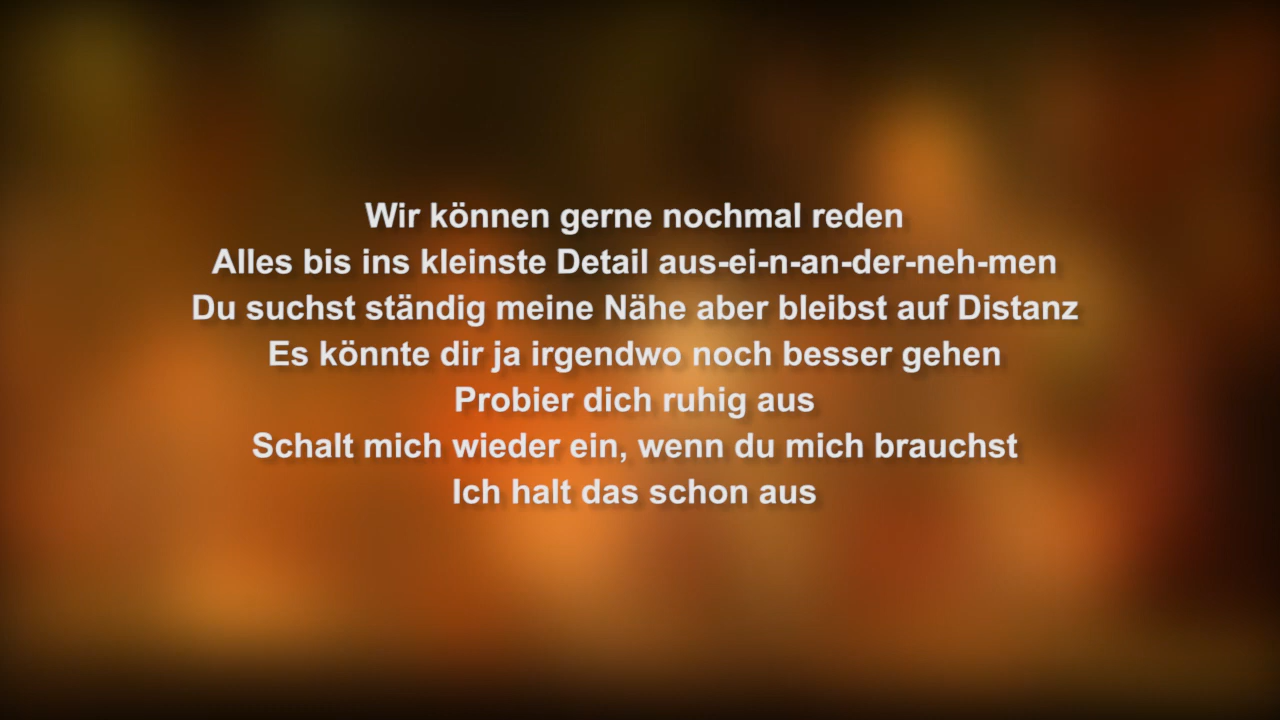 Wir können gerne nochmal reden
Alles bis ins kleinste Detail aus-ei-n-an-der-neh-men
Du suchst ständig meine Nähe aber bleibst auf Distanz
Es könnte dir ja irgendwo noch besser gehen
Probier dich ruhig aus
Schalt mich wieder ein, wenn du mich brauchst
Ich halt das schon aus